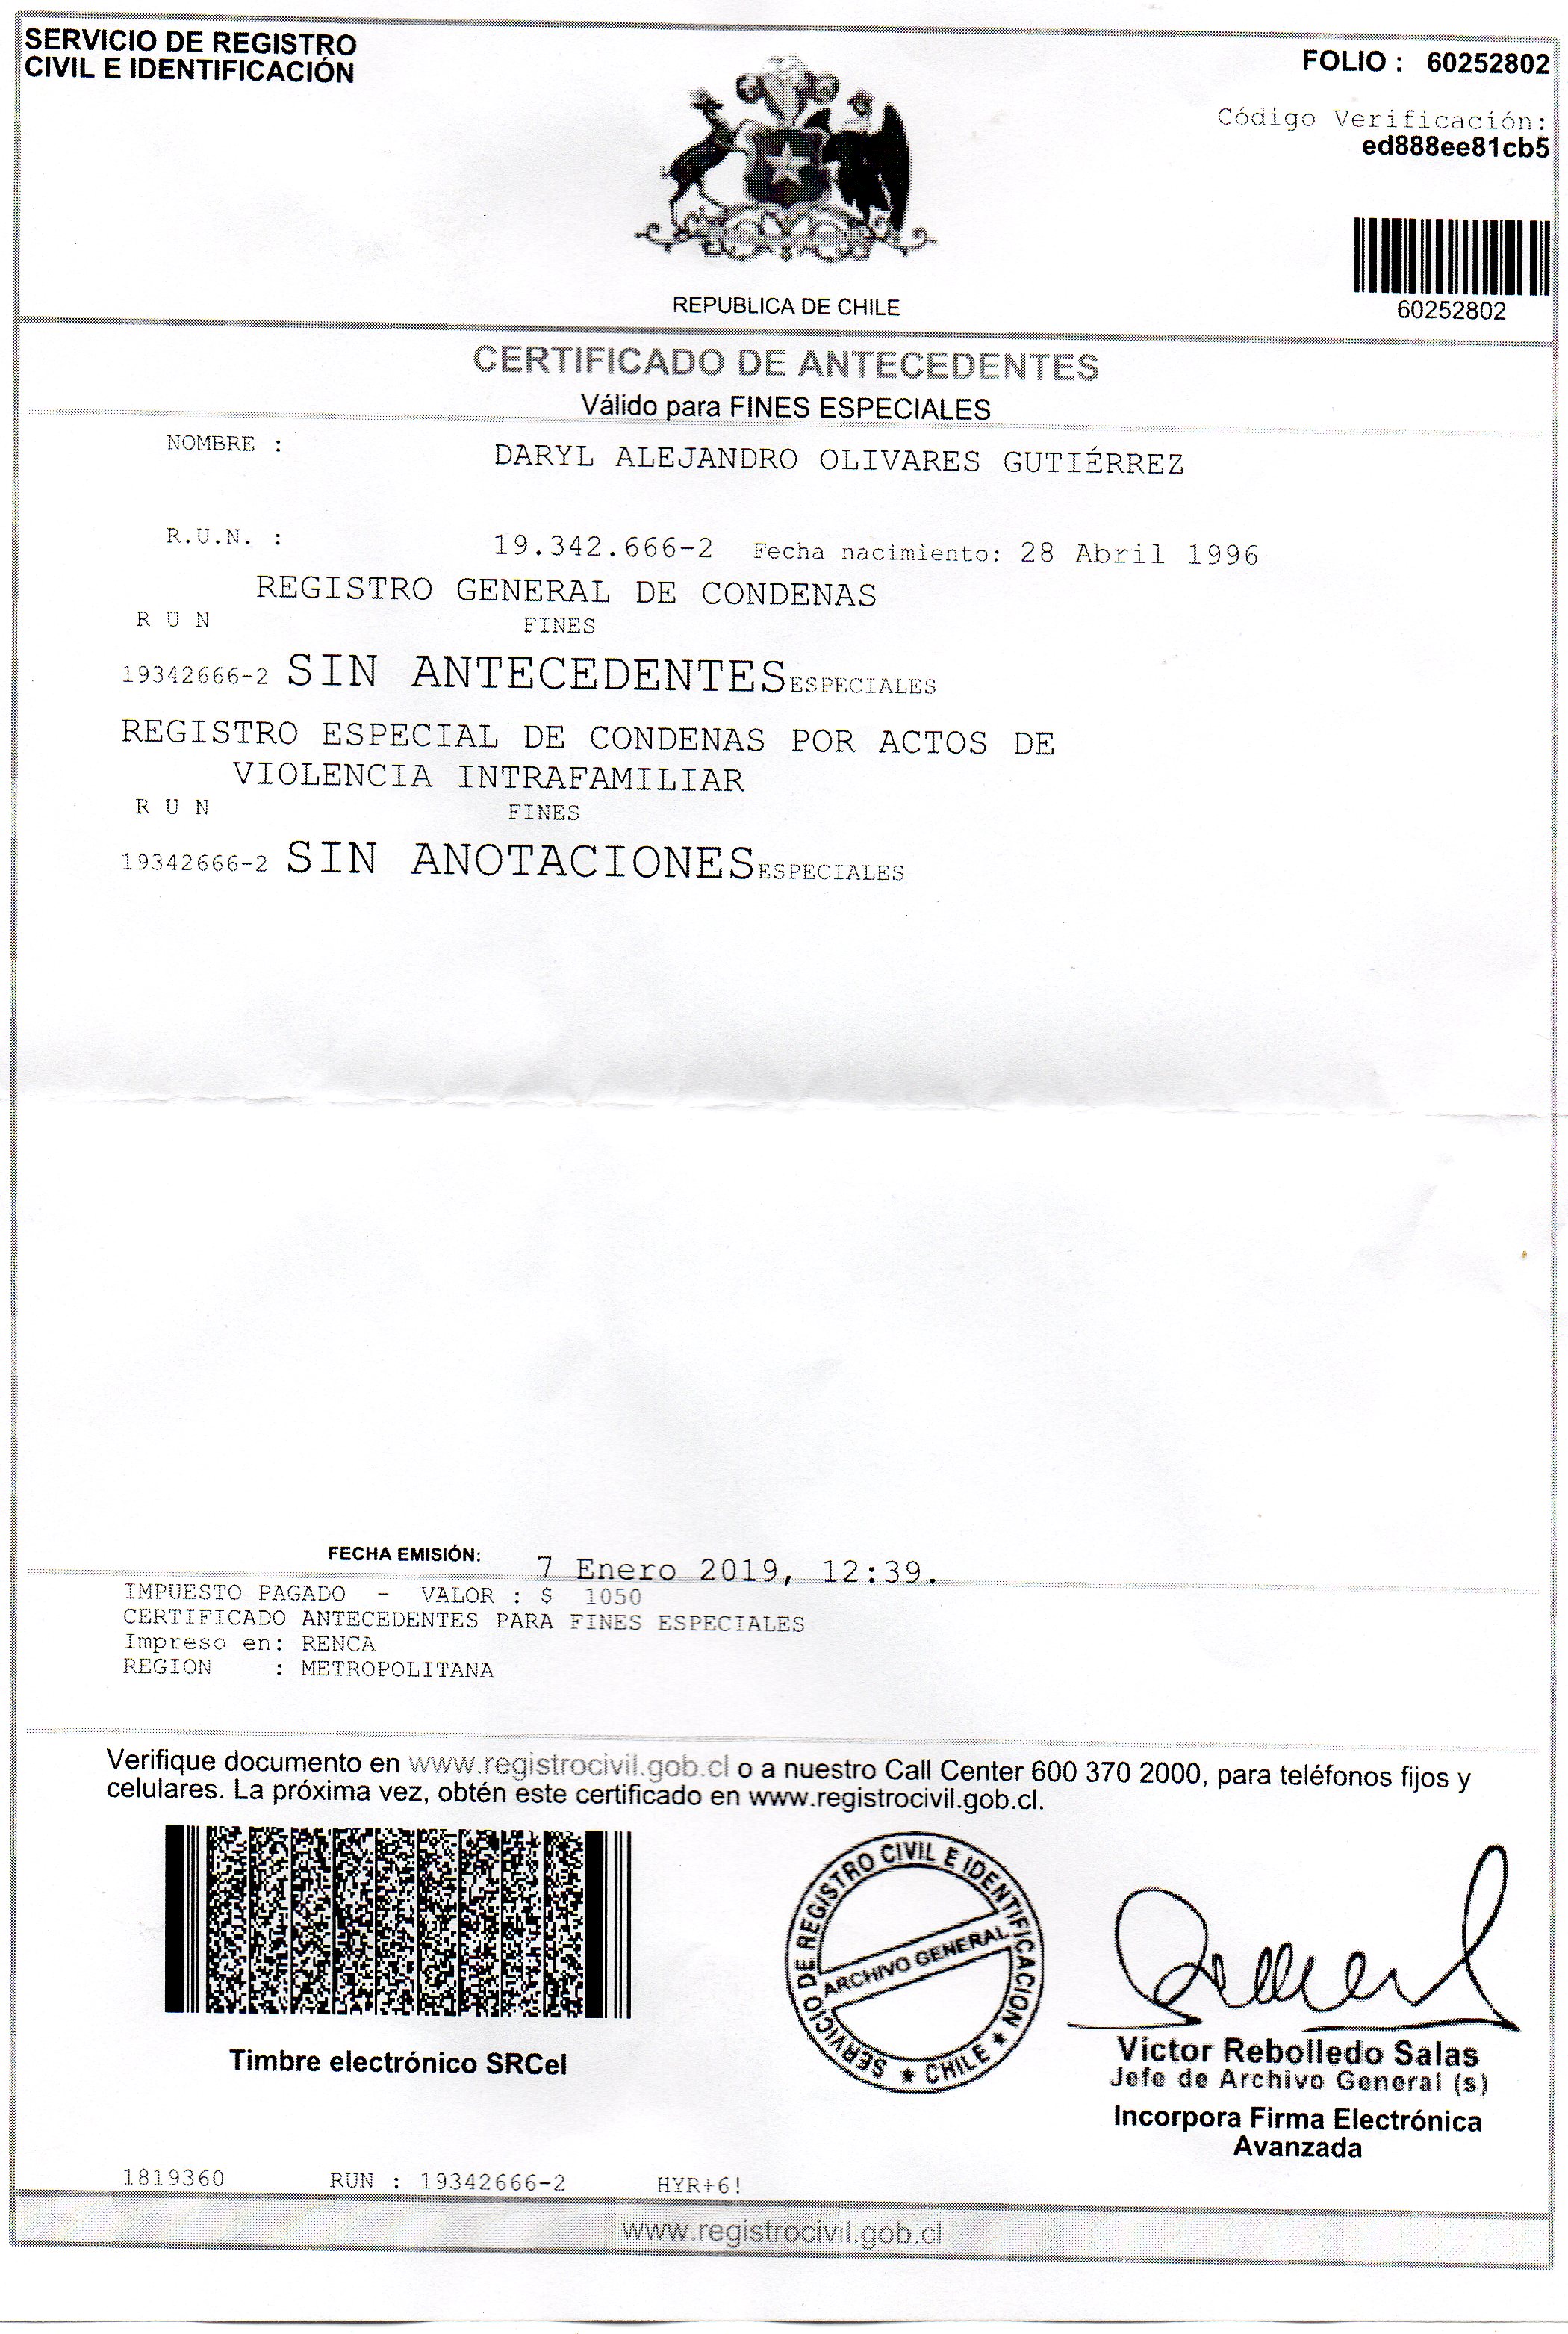 SERVICIO DE REGISTRO
CIVIL E IDENTIFICACIÓN
FOLIO : 60252802
Código Verificación:
ed888ee81cb5
60252802
REPUBLICA DE CHILE
CERTIFICADO DE ANTECEDENTES
Válido para FINES ESPECIALES
NOMBRE : DARYL ALEJANDRO OLIVARES GUTIÉRREZ
R.U.N. : 19.342.666-2 Fecha nacimiento: 28 Abril 1996
REGISTRO GENERAL DE CONDENAS
R U N FINES
19342666-2 SIN ANTECEDENTES ESPECIALES
REGISTRO ESPECIAL DE CONDENAS POR ACTOS DE
VIOLENCIA INTRAFAMILIAR
R U N FINES
19342666-2 SIN ANOTACIONES ESPECIALES
FECHA EMISIÓN: 7 Enero 2019, 12:39.
IMPUESTO PAGADO - VALOR : $ 1050
CERTIFICADO ANTECEDENTES PARA FINES ESPECIALES
Impreso en: RENCA
REGION : METROPOLITANA
Verifique documento en www.registrocivil.gob.cl o a nuestro Call Center 600 370 2000, para teléfonos fijos y
celulares. La próxima vez, obtén este certificado en www.registrocivil.gob.cl.
SERVICIO DE REGISTRO CIVIL E IDENTIFICACION
ARCHIVO GENERAL
★ CHILE ★
Timbre electrónico SRCeI
Víctor Rebolledo Salas
Jefe de Archivo General (s)
Incorpora Firma Electrónica
Avanzada
1819360 RUN : 19342666-2 HYR+6!
www.registrocivil.gob.cl